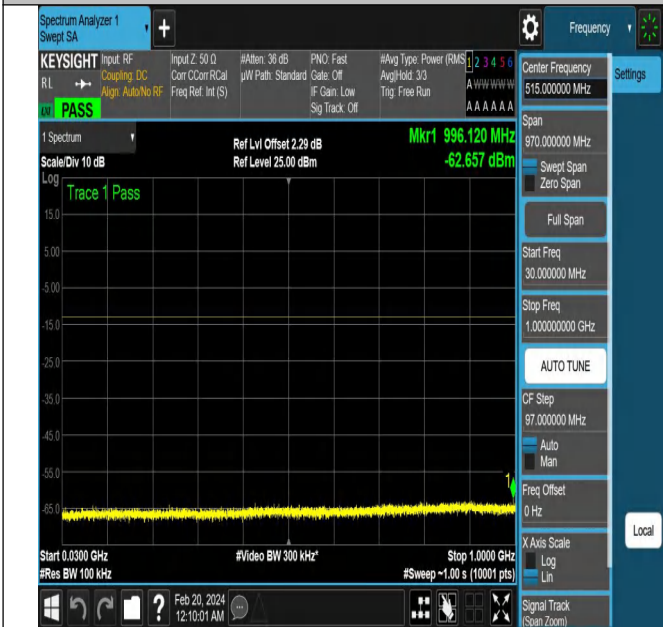 Spectrum Analyzer 1
Swept SA
+
Frequency
KEYSIGHT
RL
PASS
Input: RF
Coupling: DC
Align: Auto/No RF
Input Z: 50 Ω
Corr CCorr RCal
Freq Ref: Int (S)
#Atten: 36 dB
µW Path: Standard
PNO: Fast
Gate: Off
IF Gain: Low
Sig Track: Off
#Avg Type: Power (RMS
Avg|Hold: 3/3
Trig: Free Run
1 2 3 4 5 6
A W W W W W
A A A A A A
Center Frequency
515.000000 MHz
Settings
Span
970.000000 MHz
Swept Span
Zero Span
Full Span
Start Freq
30.000000 MHz
Stop Freq
1.000000000 GHz
AUTO TUNE
CF Step
97.000000 MHz
Auto
Man
Freq Offset
0 Hz
X Axis Scale
Log
Lin
Signal Track
(Span Zoom)
Local
1 Spectrum
Scale/Div 10 dB
Ref Lvl Offset 2.29 dB
Ref Level 25.00 dBm
Mkr1 996.120 MHz
-62.657 dBm
Log
Trace 1 Pass
15.0
5.00
-5.00
-15.0
-25.0
-35.0
-45.0
-55.0
-65.0
1
Start 0.0300 GHz
#Res BW 100 kHz
#Video BW 300 kHz*
Stop 1.0000 GHz
#Sweep ~1.00 s (10001 pts)
?
Feb 20, 2024
12:10:01 AM